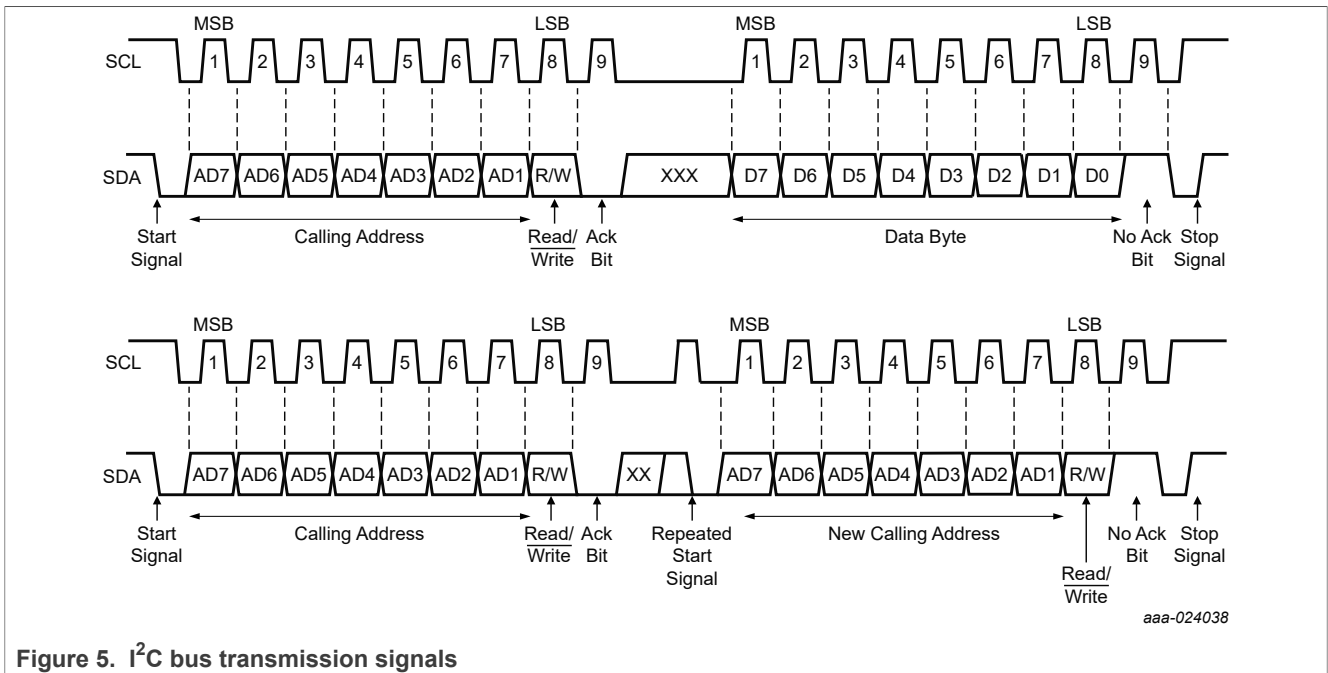 MSB LSB MSB LSB
SCL 1 2 3 4 5 6 7 8 9 1 2 3 4 5 6 7 8 9
SDA AD7 AD6 AD5 AD4 AD3 AD2 AD1 R/W XXX D7 D6 D5 D4 D3 D2 D1 D0
Start Calling Address Read/ Ack Data Byte No Ack Stop
Signal Write Bit Bit Signal
MSB LSB MSB LSB
SCL 1 2 3 4 5 6 7 8 9 1 2 3 4 5 6 7 8 9
SDA AD7 AD6 AD5 AD4 AD3 AD2 AD1 R/W XX AD7 AD6 AD5 AD4 AD3 AD2 AD1 R/W
Start Calling Address Read/ Ack Repeated New Calling Address No Ack Stop
Signal Write Bit Start Bit Signal
Signal
Read/
Write
aaa-024038
Figure 5. I²C bus transmission signals